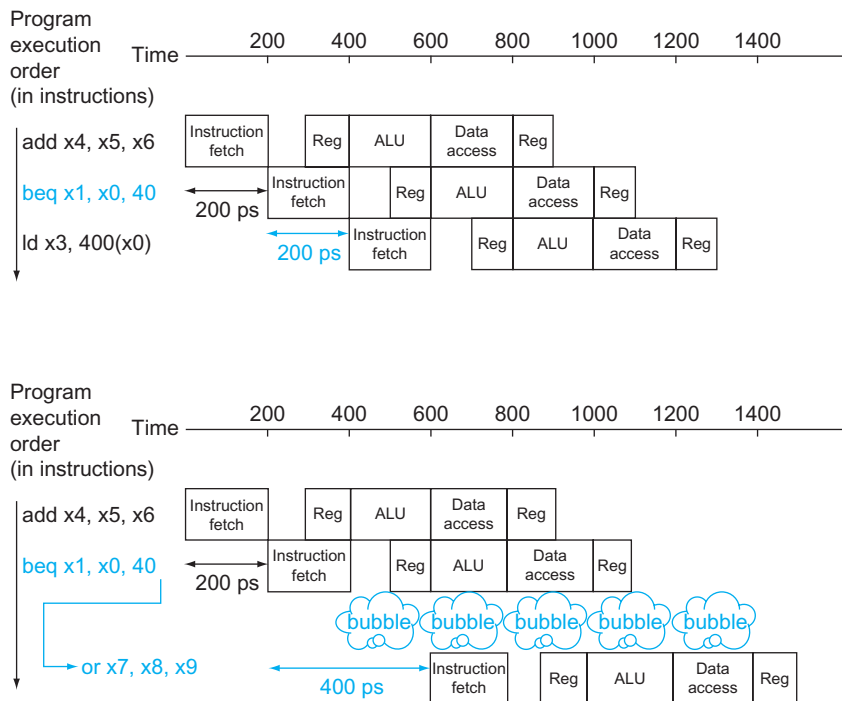 Program
execution
order
(in instructions)
Time
200 400 600 800 1000 1200 1400
add x4, x5, x6
Instruction
fetch
Reg
ALU
Data
access
Reg
beq x1, x0, 40
200 ps
Instruction
fetch
Reg
ALU
Data
access
Reg
ld x3, 400(x0)
200 ps
Instruction
fetch
Reg
ALU
Data
access
Reg
Program
execution
order
(in instructions)
Time
200 400 600 800 1000 1200 1400
add x4, x5, x6
Instruction
fetch
Reg
ALU
Data
access
Reg
beq x1, x0, 40
200 ps
Instruction
fetch
Reg
ALU
Data
access
Reg
bubble bubble bubble bubble bubble
or x7, x8, x9
400 ps
Instruction
fetch
Reg
ALU
Data
access
Reg